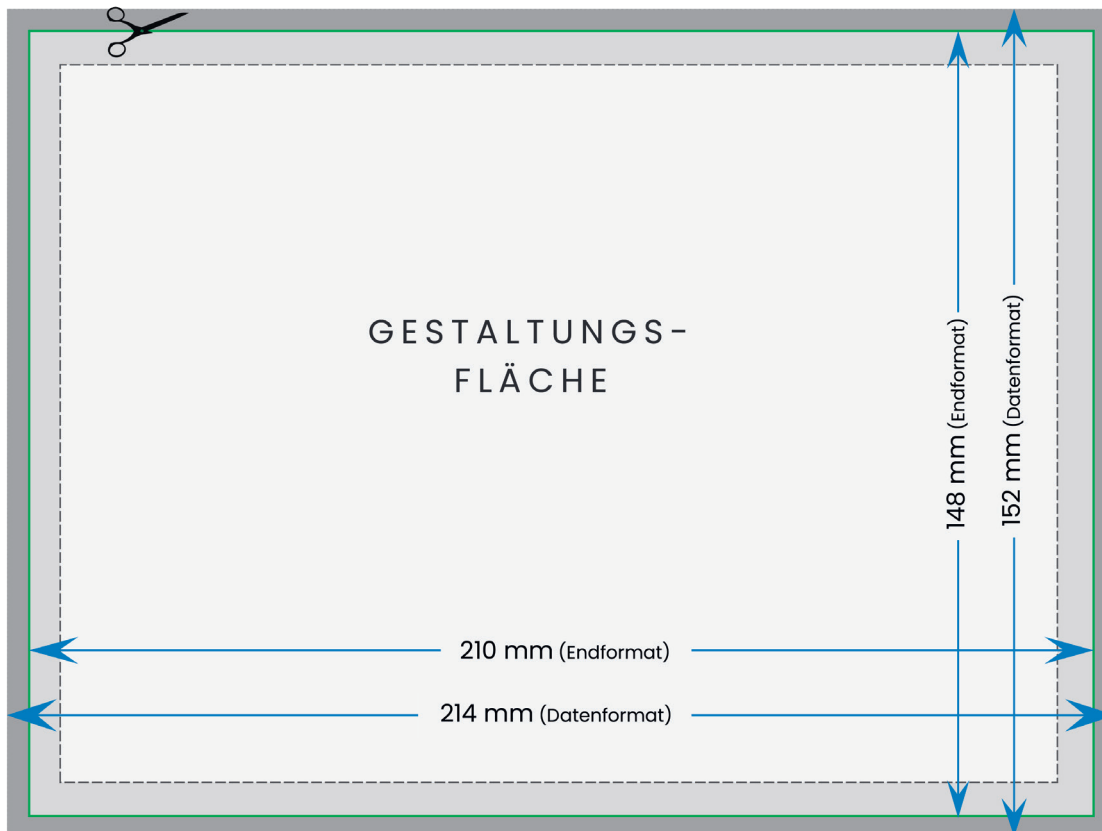 GESTALTUNGS-
FLÄCHE
148 mm (Endformat)
152 mm (Datenformat)
210 mm (Endformat)
214 mm (Datenformat)